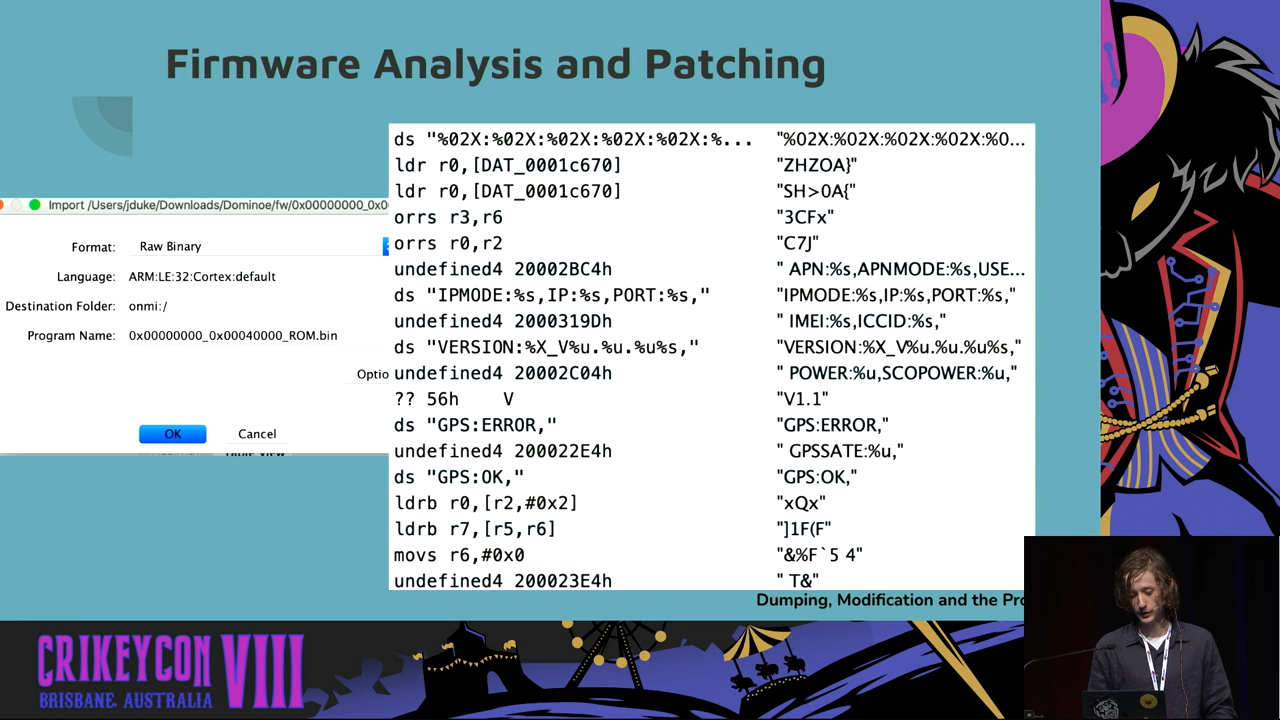 Firmware Analysis and Patching
Import /Users/jduke/Downloads/Dominoe/fw/0x00000000_0x0
Format: Raw Binary
Language: ARM:LE:32:Cortex:default
Destination Folder: onmi:/
Program Name: 0x00000000_0x00040000_ROM.bin
Optio
OK Cancel
ds "%02X:%02X:%02X:%02X:%02X:%... "%02X:%02X:%02X:%02X:%0...
ldr r0,[DAT_0001c670] "ZHZOA}"
ldr r0,[DAT_0001c670] "SH>0A{"
orrs r3,r6 "3CFx"
orrs r0,r2 "C7J"
undefined4 20002BC4h " APN:%s,APNMODE:%s,USE...
ds "IPMODE:%s,IP:%s,PORT:%s," "IPMODE:%s,IP:%s,PORT:%s,"
undefined4 2000319Dh " IMEI:%s,ICCID:%s,"
ds "VERSION:%X_V%u.%u.%u%s," "VERSION:%X_V%u.%u.%u%s,"
undefined4 20002C04h " POWER:%u,SCOPOWER:%u,"
?? 56h V "V1.1"
ds "GPS:ERROR," "GPS:ERROR,"
undefined4 200022E4h " GPSSATE:%u,"
ds "GPS:OK," "GPS:OK,"
ldrb r0,[r2,#0x2] "xQx"
ldrb r7,[r5,r6] "]1F(F"
movs r6,#0x0 "&%F`5 4"
undefined4 200023E4h " T&"
Dumping, Modification and the Pro
CRIKEYCON VIII
BRISBANE, AUSTRALIA